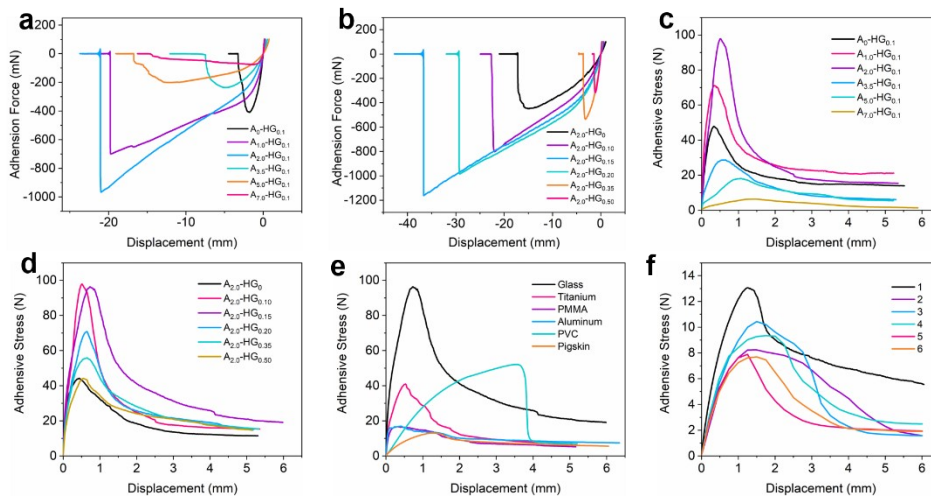 a
200
0
-200
-400
-600
-800
-1000
Adhension Force (mN)
A0-HG0.1
A1.0-HG0.1
A2.0-HG0.1
A3.5-HG0.1
A5.0-HG0.1
A7.0-HG0.1
-20 -10 0
Displacement (mm)
b
200
0
-200
-400
-600
-800
-1000
-1200
Adhension Force (mN)
A2.0-HG0
A2.0-HG0.10
A2.0-HG0.15
A2.0-HG0.20
A2.0-HG0.35
A2.0-HG0.50
-40 -30 -20 -10 0
Displacement (mm)
c
100
80
60
40
20
0
Adhesive Stress (N)
A0-HG0.1
A1.0-HG0.1
A2.0-HG0.1
A3.5-HG0.1
A5.0-HG0.1
A7.0-HG0.1
0 1 2 3 4 5 6
Displacement (mm)
d
100
80
60
40
20
0
Adhesive Stress (N)
A2.0-HG0
A2.0-HG0.10
A2.0-HG0.15
A2.0-HG0.20
A2.0-HG0.35
A2.0-HG0.50
0 1 2 3 4 5 6
Displacement (mm)
e
100
80
60
40
20
0
Adhesive Stress (N)
Glass
Titanium
PMMA
Aluminum
PVC
Pigskin
0 2 4 6
Displacement (mm)
f
14
12
10
8
6
4
2
0
Adhesive Stress (N)
1
2
3
4
5
6
0 1 2 3 4 5 6
Displacement (mm)